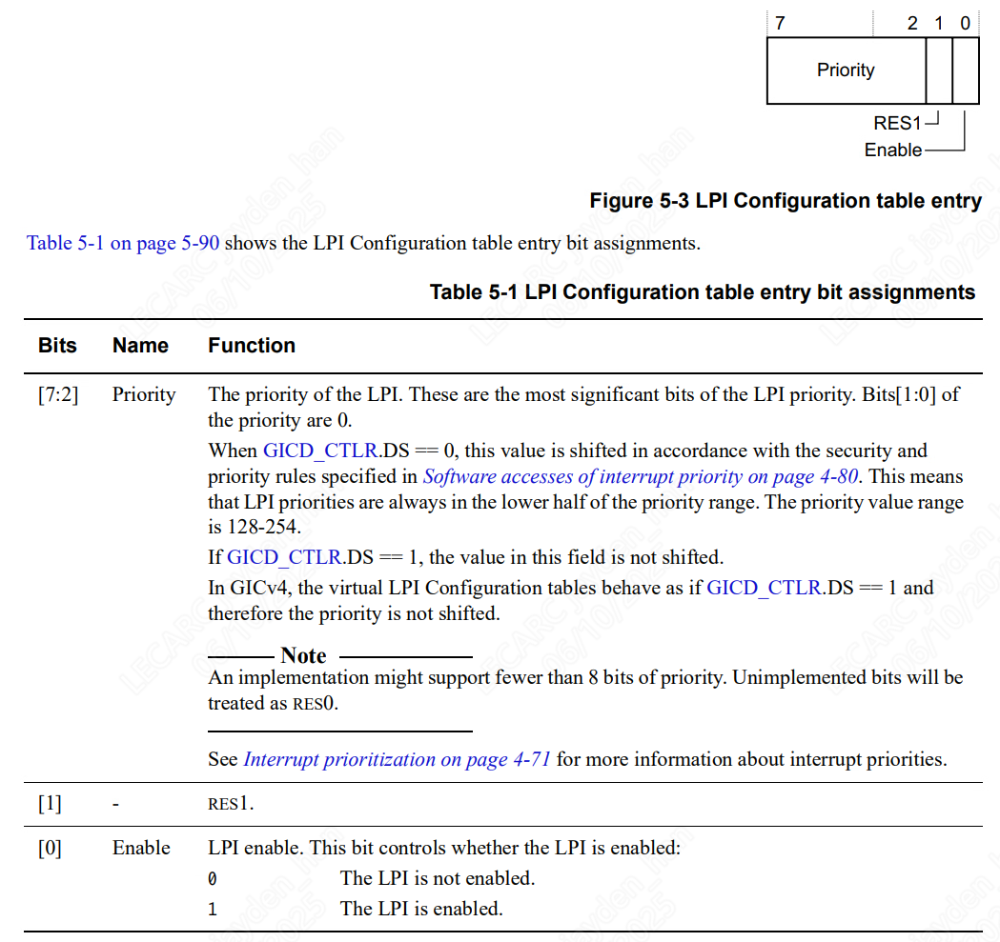 7 2 1 0
Priority
RES1
Enable
Figure 5-3 LPI Configuration table entry
Table 5-1 on page 5-90 shows the LPI Configuration table entry bit assignments.
Table 5-1 LPI Configuration table entry bit assignments
Bits Name Function
[7:2] Priority The priority of the LPI. These are the most significant bits of the LPI priority. Bits[1:0] of
the priority are 0.
When GICD_CTLR.DS == 0, this value is shifted in accordance with the security and
priority rules specified in Software accesses of interrupt priority on page 4-80. This means
that LPI priorities are always in the lower half of the priority range. The priority value range
is 128-254.
If GICD_CTLR.DS == 1, the value in this field is not shifted.
In GICv4, the virtual LPI Configuration tables behave as if GICD_CTLR.DS == 1 and
therefore the priority is not shifted.
Note
An implementation might support fewer than 8 bits of priority. Unimplemented bits will be
treated as RES0.
See Interrupt prioritization on page 4-71 for more information about interrupt priorities.
[1] - RES1.
[0] Enable LPI enable. This bit controls whether the LPI is enabled:
0 The LPI is not enabled.
1 The LPI is enabled.
LECARC jayden_han
06/10/2025